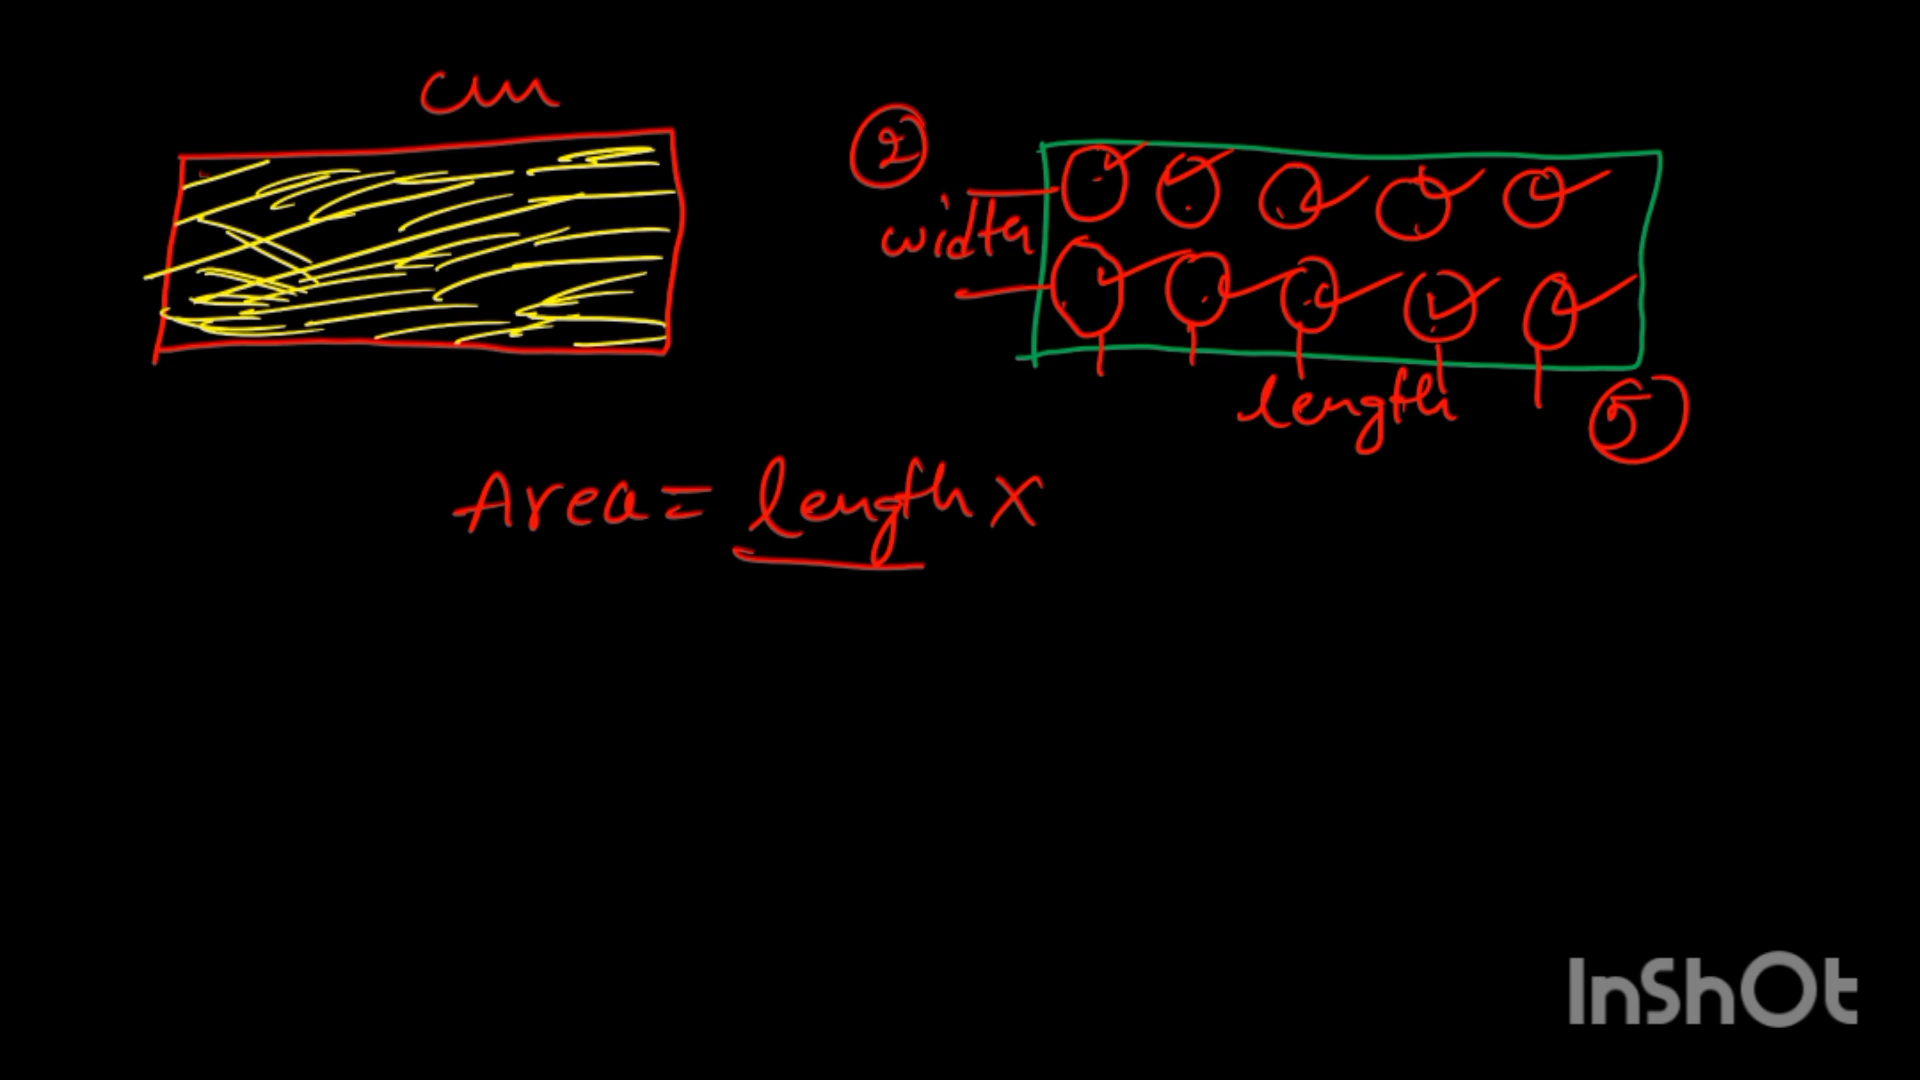 cm
2
width
length
5
Area = length x
InShOt